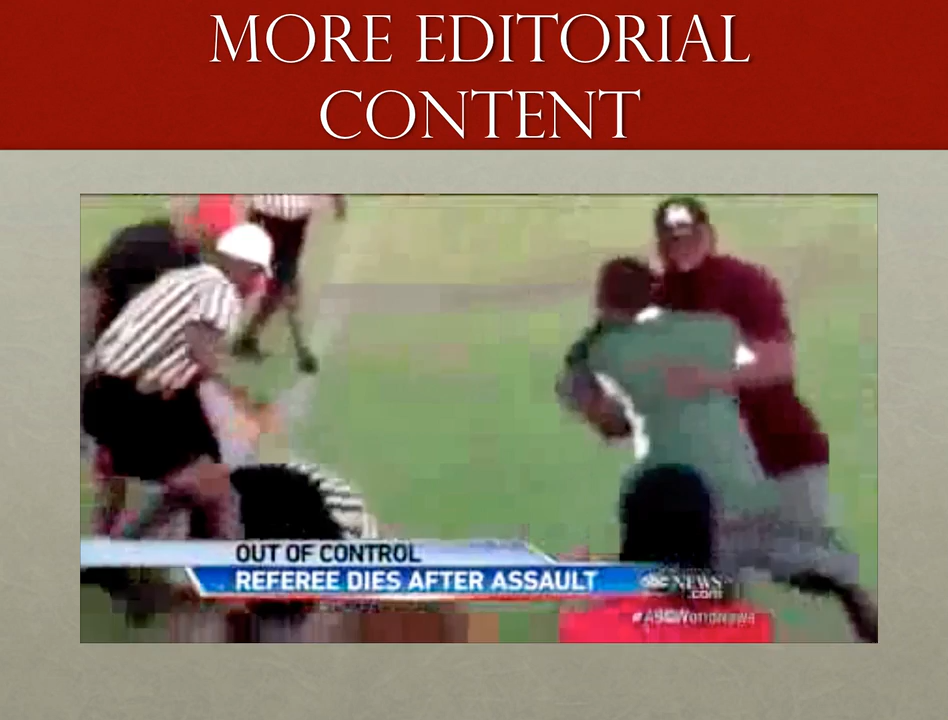 MORE EDITORIAL
CONTENT
OUT OF CONTROL
REFEREE DIES AFTER ASSAULT
abc NEWS
.com